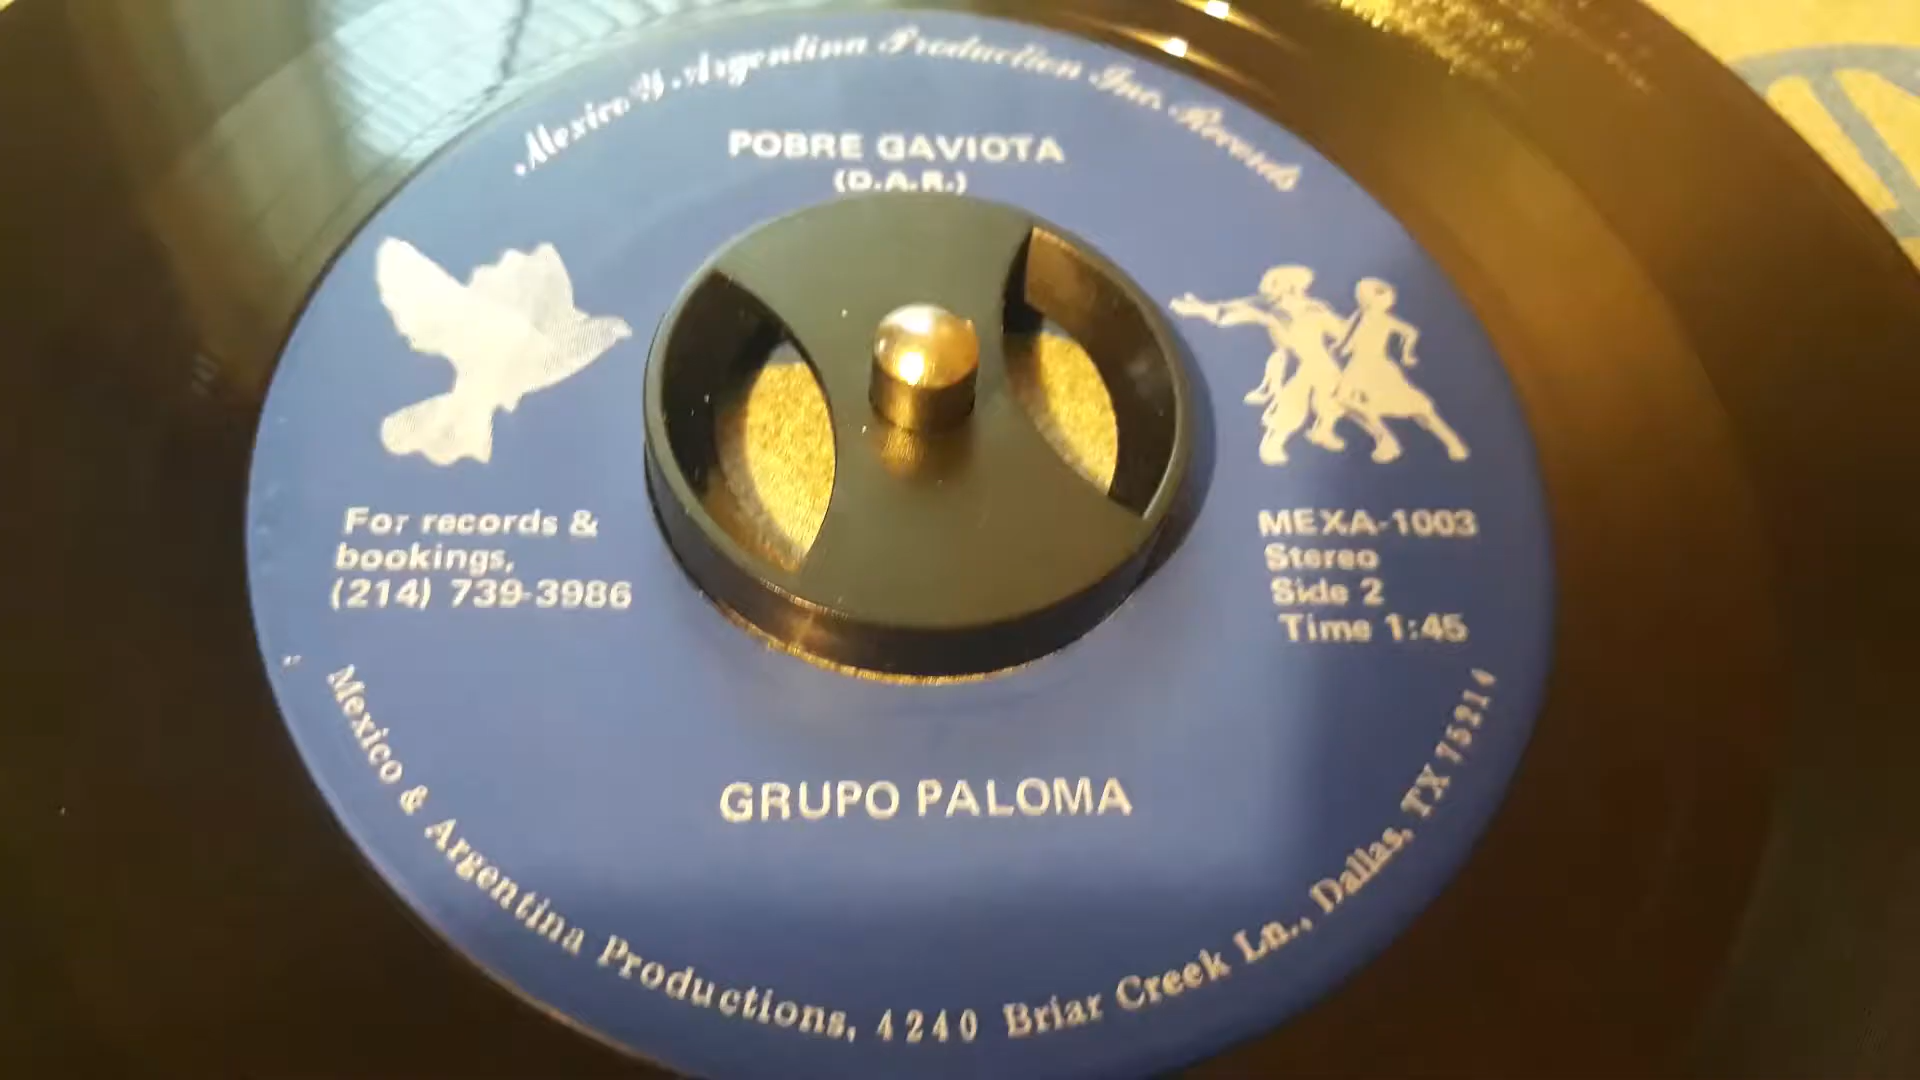 Mexico Y Argentina Production Inc. Records
POBRE GAVIOTA
(D.A.R.)
For records &
bookings,
(214) 739-3986
MEXA-1003
Stereo
Side 2
Time 1:45
GRUPO PALOMA
Mexico & Argentina Productions, 4240 Briar Creek Ln., Dallas, TX 75214